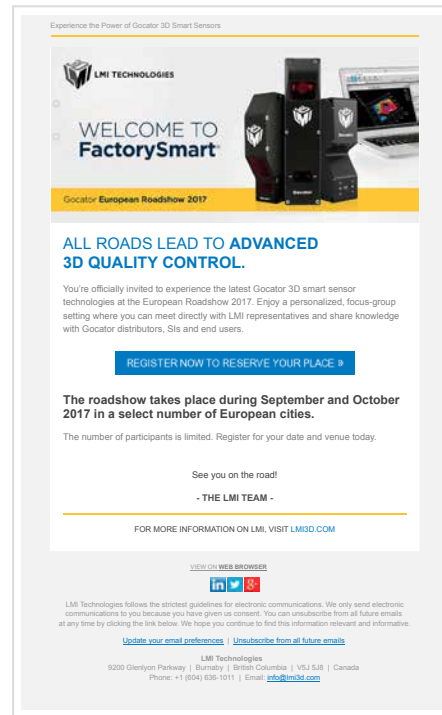 Experience the Power of Gocator 3D Smart Sensors
LMI TECHNOLOGIES
WELCOME TO
FactorySmart®
Gocator European Roadshow 2017
ALL ROADS LEAD TO ADVANCED
3D QUALITY CONTROL.
You're officially invited to experience the latest Gocator 3D smart sensor
technologies at the European Roadshow 2017. Enjoy a personalized, focus-group
setting where you can meet directly with LMI representatives and share knowledge
with Gocator distributors, SIs and end users.
REGISTER NOW TO RESERVE YOUR PLACE »
The roadshow takes place during September and October
2017 in a select number of European cities.
The number of participants is limited. Register for your date and venue today.
See you on the road!
- THE LMI TEAM -
FOR MORE INFORMATION ON LMI, VISIT LMI3D.COM
VIEW ON WEB BROWSER
LMI Technologies follows the strictest guidelines for electronic communications. We only send electronic
communications to you because you have given us consent. You can unsubscribe from all future emails
at any time by clicking the link below. We hope you continue to find this information relevant and informative.
Update your email preferences | Unsubscribe from all future emails
LMI Technologies
9200 Glenlyon Parkway | Burnaby | British Columbia | V5J 5J8 | Canada
Phone: +1 (604) 636-1011 | Email: info@lmi3d.com